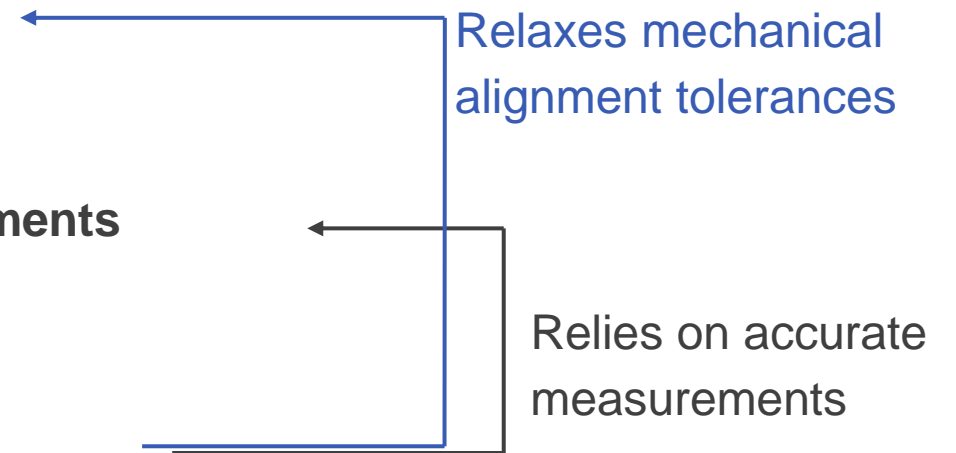 Relaxes mechanical
alignment tolerances
ments
Relies on accurate
measurements